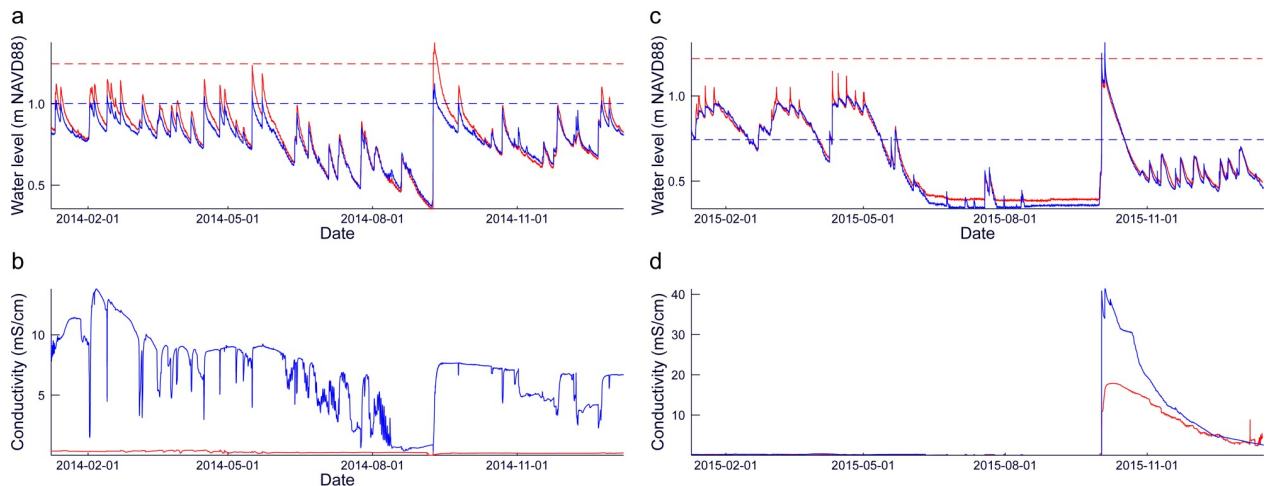 a
Water level (m NAVD88)
1.0
0.5
2014-02-01 2014-05-01 2014-08-01 2014-11-01
Date
b
Conductivity (mS/cm)
10
5
2014-02-01 2014-05-01 2014-08-01 2014-11-01
Date
c
Water level (m NAVD88)
1.0
0.5
2015-02-01 2015-05-01 2015-08-01 2015-11-01
Date
d
Conductivity (mS/cm)
40
30
20
10
2015-02-01 2015-05-01 2015-08-01 2015-11-01